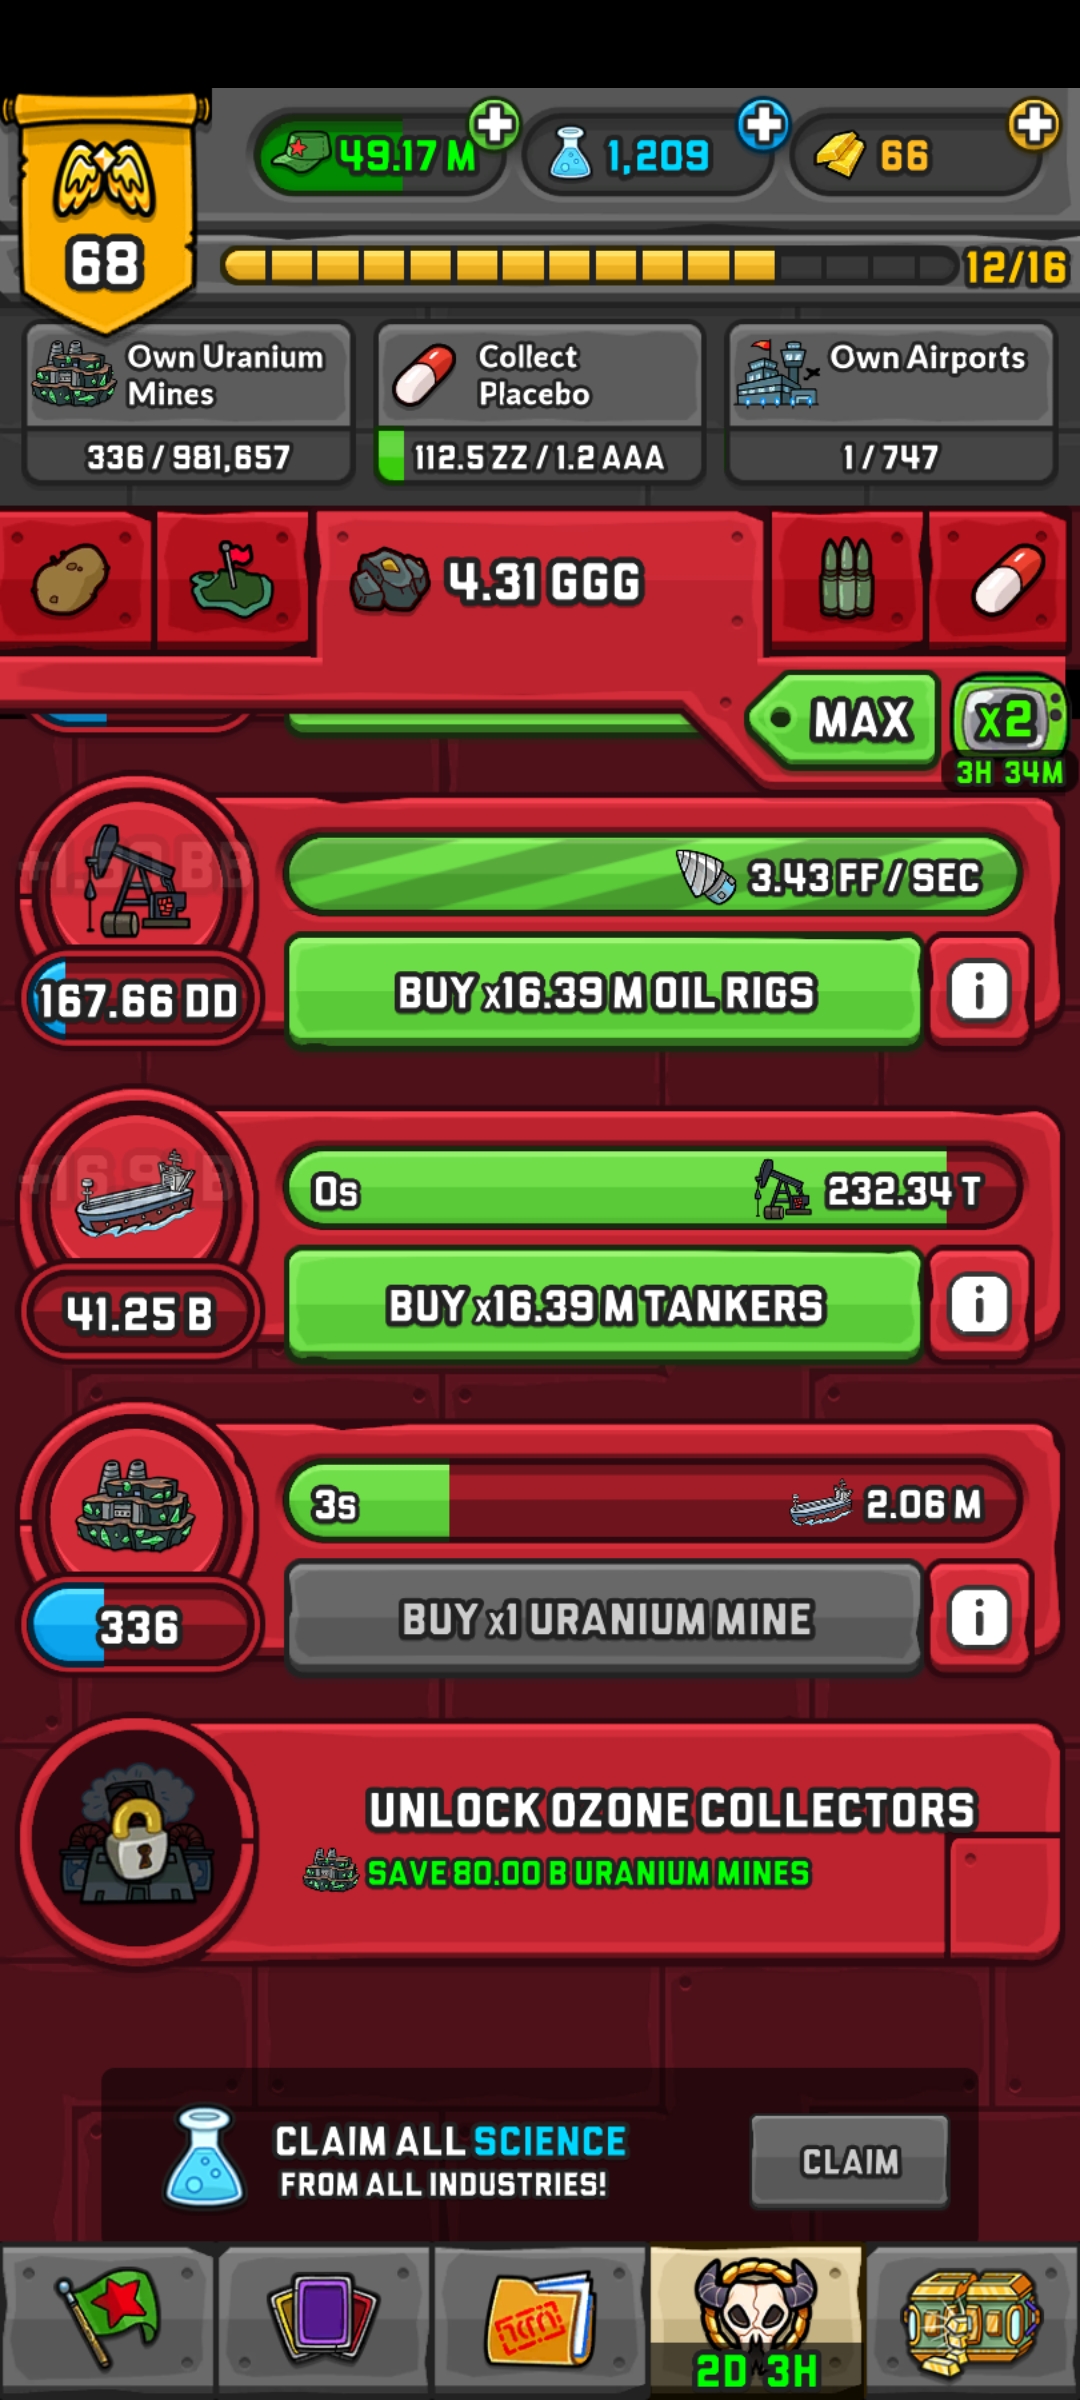 49.17 M
1,209
66
68
12/16
Own Uranium
Mines
336 / 981,657
Collect
Placebo
112.5 ZZ / 1.2 AAA
Own Airports
1 / 747
4.31 GGG
MAX
x2
3H 34M
3.43 FF / SEC
167.66 DD
BUY x16.39 M OIL RIGS
i
0s
232.34 T
41.25 B
BUY x16.39 M TANKERS
i
3s
2.06 M
336
BUY x1 URANIUM MINE
i
UNLOCK OZONE COLLECTORS
SAVE 80.00 B URANIUM MINES
CLAIM ALL SCIENCE
FROM ALL INDUSTRIES!
CLAIM
2D 3H